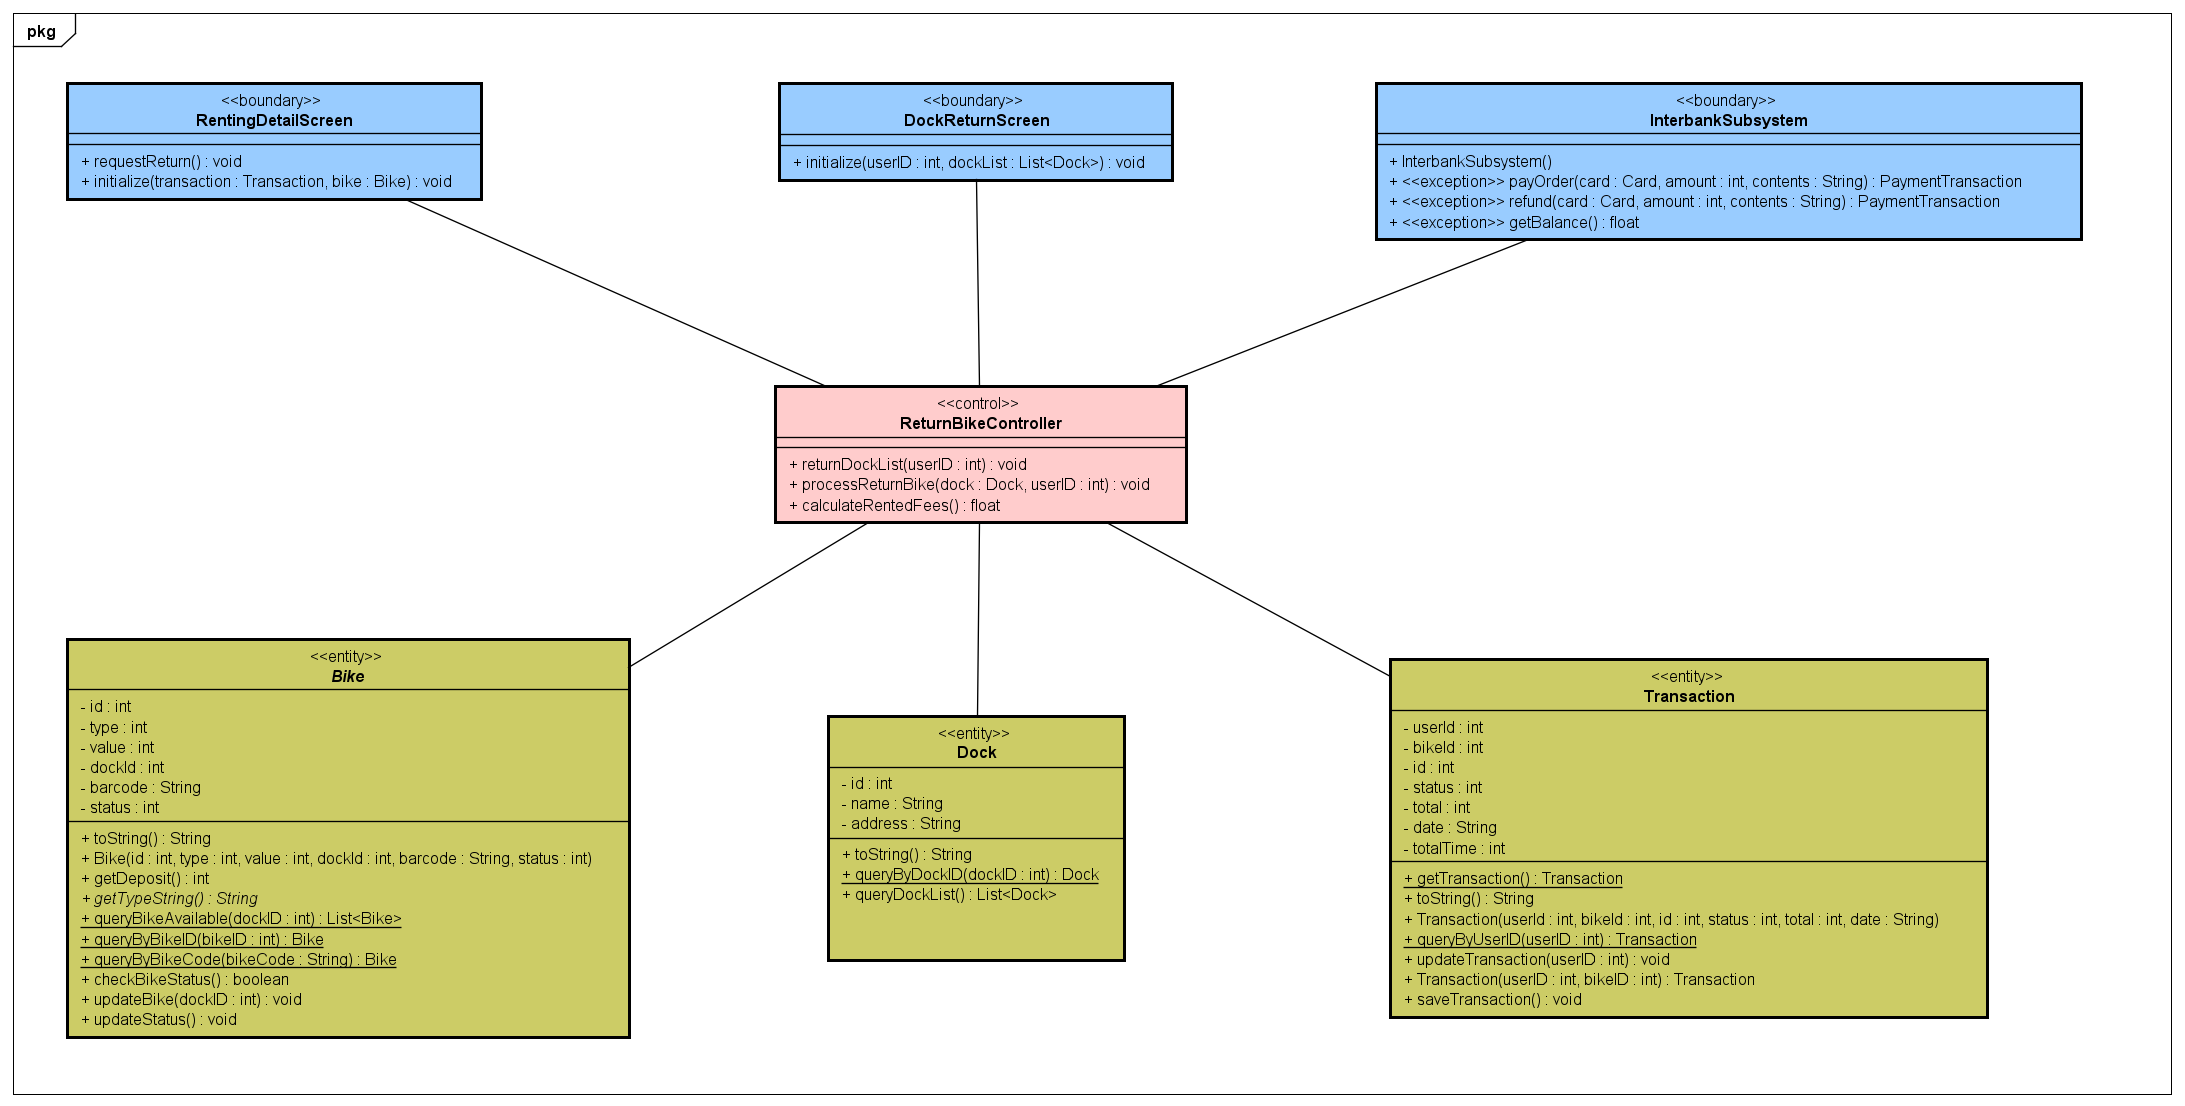 pkg
<<boundary>>
RentingDetailScreen
+ requestReturn() : void
+ initialize(transaction : Transaction, bike : Bike) : void
<<boundary>>
DockReturnScreen
+ initialize(userID : int, dockList : List<Dock>) : void
<<boundary>>
InterbankSubsystem
+ InterbankSubsystem()
+ <<exception>> payOrder(card : Card, amount : int, contents : String) : PaymentTransaction
+ <<exception>> refund(card : Card, amount : int, contents : String) : PaymentTransaction
+ <<exception>> getBalance() : float
<<control>>
ReturnBikeController
+ returnDockList(userID : int) : void
+ processReturnBike(dock : Dock, userID : int) : void
+ calculateRentedFees() : float
<<entity>>
Bike
- id : int
- type : int
- value : int
- dockId : int
- barcode : String
- status : int
+ toString() : String
+ Bike(id : int, type : int, value : int, dockId : int, barcode : String, status : int)
+ getDeposit() : int
+ getTypeString() : String
+ queryBikeAvailable(dockID : int) : List<Bike>
+ queryByBikeID(bikeID : int) : Bike
+ queryByBikeCode(bikeCode : String) : Bike
+ checkBikeStatus() : boolean
+ updateBike(dockID : int) : void
+ updateStatus() : void
<<entity>>
Dock
- id : int
- name : String
- address : String
+ toString() : String
+ queryByDockID(dockID : int) : Dock
+ queryDockList() : List<Dock>
<<entity>>
Transaction
- userId : int
- bikeId : int
- id : int
- status : int
- total : int
- date : String
- totalTime : int
+ getTransaction() : Transaction
+ toString() : String
+ Transaction(userId : int, bikeId : int, id : int, status : int, total : int, date : String)
+ queryByUserID(userID : int) : Transaction
+ updateTransaction(userID : int) : void
+ Transaction(userID : int, bikeID : int) : Transaction
+ saveTransaction() : void